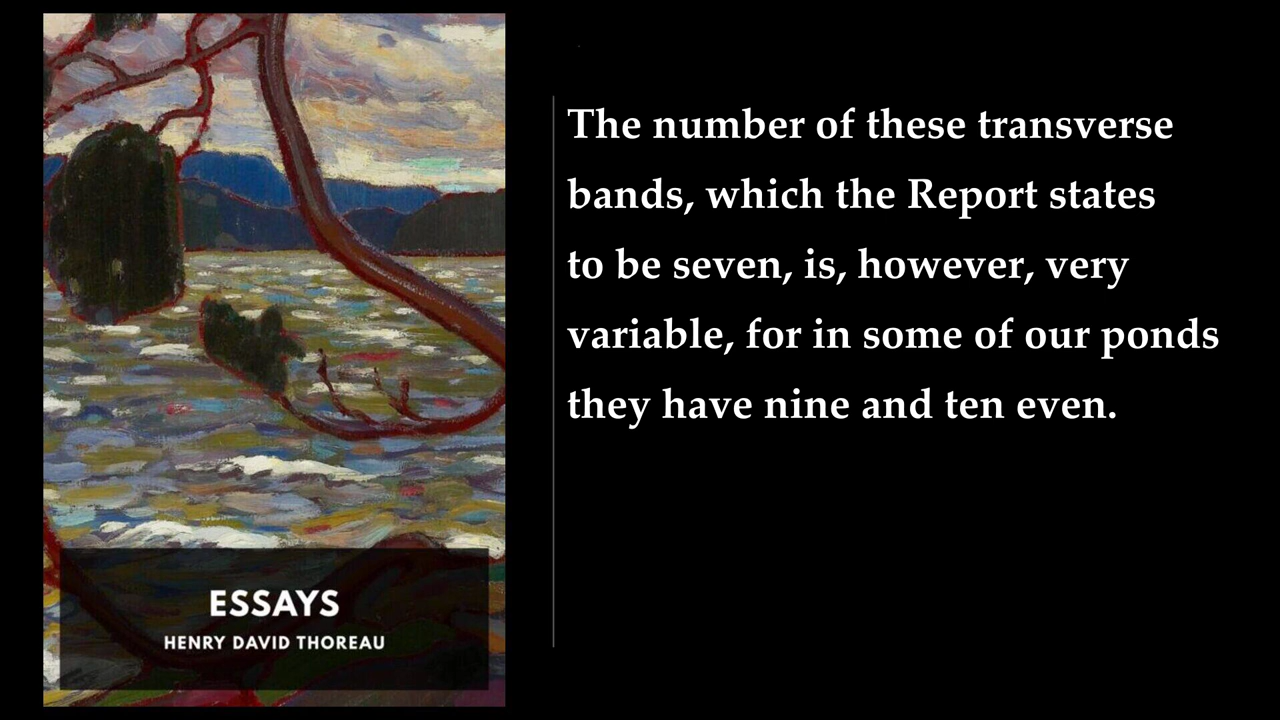 ESSAYS
HENRY DAVID THOREAU
The number of these transverse
bands, which the Report states
to be seven, is, however, very
variable, for in some of our ponds
they have nine and ten even.